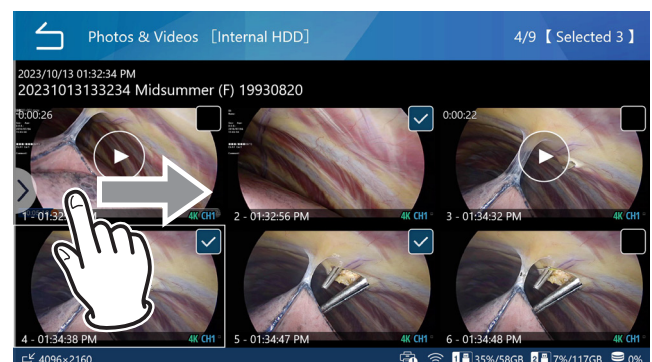 Photos & Videos [Internal HDD]
4/9 【 Selected 3 】
2023/10/13 01:32:34 PM
20231013133234 Midsummer (F) 19930820
0:00:26
0:00:22
2 - 01:32:56 PM
4K CH1
3 - 01:34:32 PM
4K CH1
4K CH1
4 - 01:34:38 PM
4K CH1
5 - 01:34:47 PM
4K CH1
6 - 01:34:48 PM
4K CH1
4096×2160
1 35%/58GB
2 7%/117GB
0%